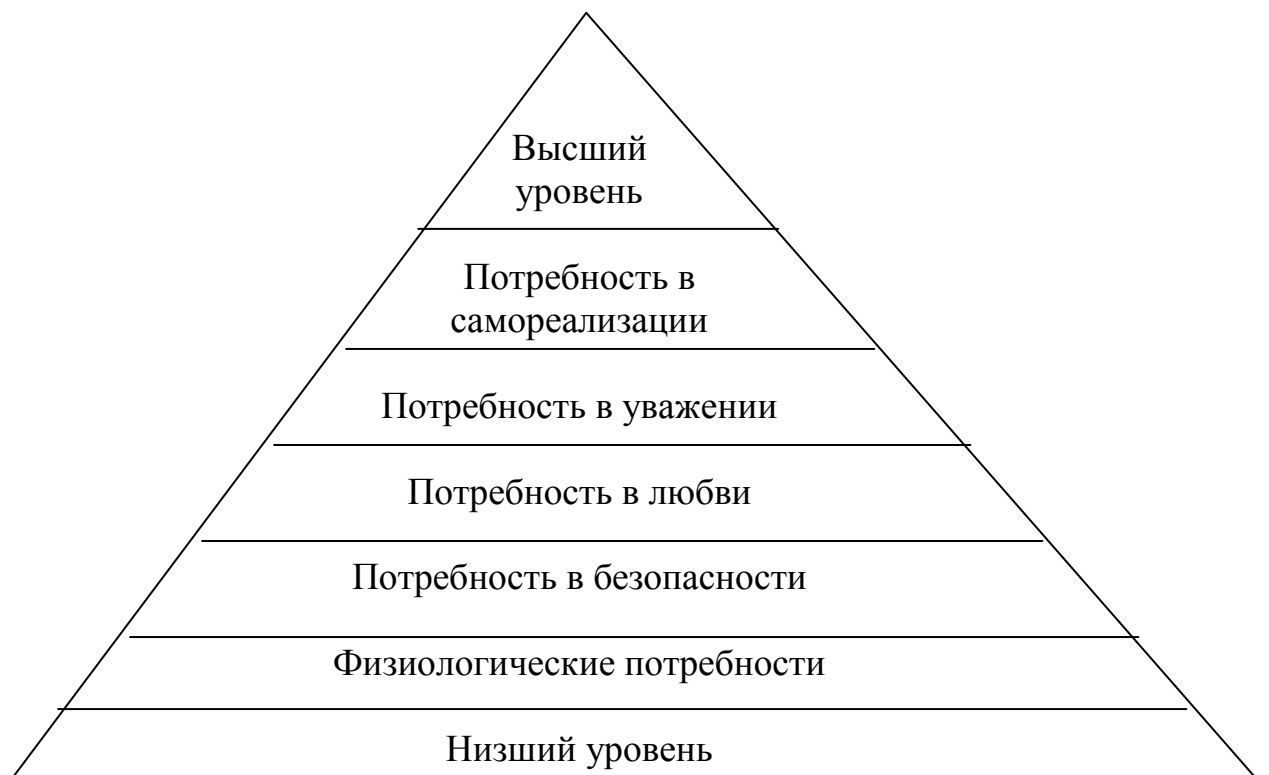 Высший
уровень
Потребность в
самореализации
Потребность в уважении
Потребность в любви
Потребность в безопасности
Физиологические потребности
Низший уровень